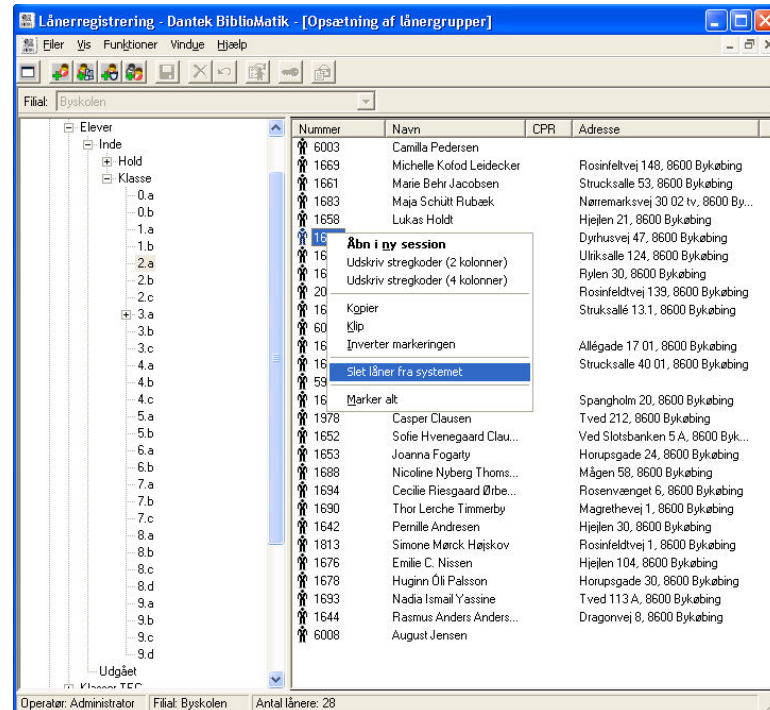 Lånerregistrering - Dantek BiblioMatik - [Opsætning af lånergrupper]
Filer Vis Funktioner Vindue Hjælp
Filial: Byskolen
Elever
Inde
Hold
Klasse
0.a
0.b
1.a
1.b
2.a
2.b
2.c
3.a
3.b
3.c
4.a
4.b
4.c
5.a
5.b
6.a
6.b
7.a
7.b
7.c
8.a
8.b
8.c
8.d
9.a
9.b
9.c
9.d
Udgået
Klasser TEC
Nummer Navn CPR Adresse
6003 Camilla Pedersen
1669 Michelle Kofod Leidecker Rosinfeltvej 148, 8600 Bykøbing
1661 Marie Behr Jacobsen Strucksalle 53, 8600 Bykøbing
1683 Maja Schütt Rubæk Nørremarksvej 30 02 tv, 8600 By...
1658 Lukas Holdt Hjejlen 21, 8600 Bykøbing
16 Dyrhusvej 47, 8600 Bykøbing
16 Ulriksalle 124, 8600 Bykøbing
16 Rylen 30, 8600 Bykøbing
20 Rosinfeldtvej 139, 8600 Bykøbing
16 Struksallé 13.1, 8600 Bykøbing
60
16 Allégade 17 01, 8600 Bykøbing
16 Strucksalle 40 01, 8600 Bykøbing
59
16 Spangholm 20, 8600 Bykøbing
1978 Casper Clausen Tved 212, 8600 Bykøbing
1652 Sofie Hvenegaard Clau... Ved Slotsbanken 5 A, 8600 Byk...
1653 Joanna Fogarty Horupsgade 24, 8600 Bykøbing
1688 Nicoline Nyberg Thoms... Mågen 58, 8600 Bykøbing
1694 Cecilie Riesgaard Ørbe... Rosenvænget 6, 8600 Bykøbing
1690 Thor Lerche Timmerby Magrethevej 1, 8600 Bykøbing
1642 Pernille Andresen Hjejlen 30, 8600 Bykøbing
1813 Simone Mørck Højskov Rosinfeldtvej 1, 8600 Bykøbing
1676 Emilie C. Nissen Hjejlen 104, 8600 Bykøbing
1678 Huginn Óli Palsson Horupsgade 30, 8600 Bykøbing
1693 Nadia Ismail Yassine Tved 113 A, 8600 Bykøbing
1644 Rasmus Anders Anders... Dragonvej 8, 8600 Bykøbing
6008 August Jensen
Åbn i ny session
Udskriv stregkoder (2 kolonner)
Udskriv stregkoder (4 kolonner)
Kopier
Klip
Inverter markeringen
Slet låner fra systemet
Marker alt
Operatør: Administrator Filial: Byskolen Antal lånere: 28